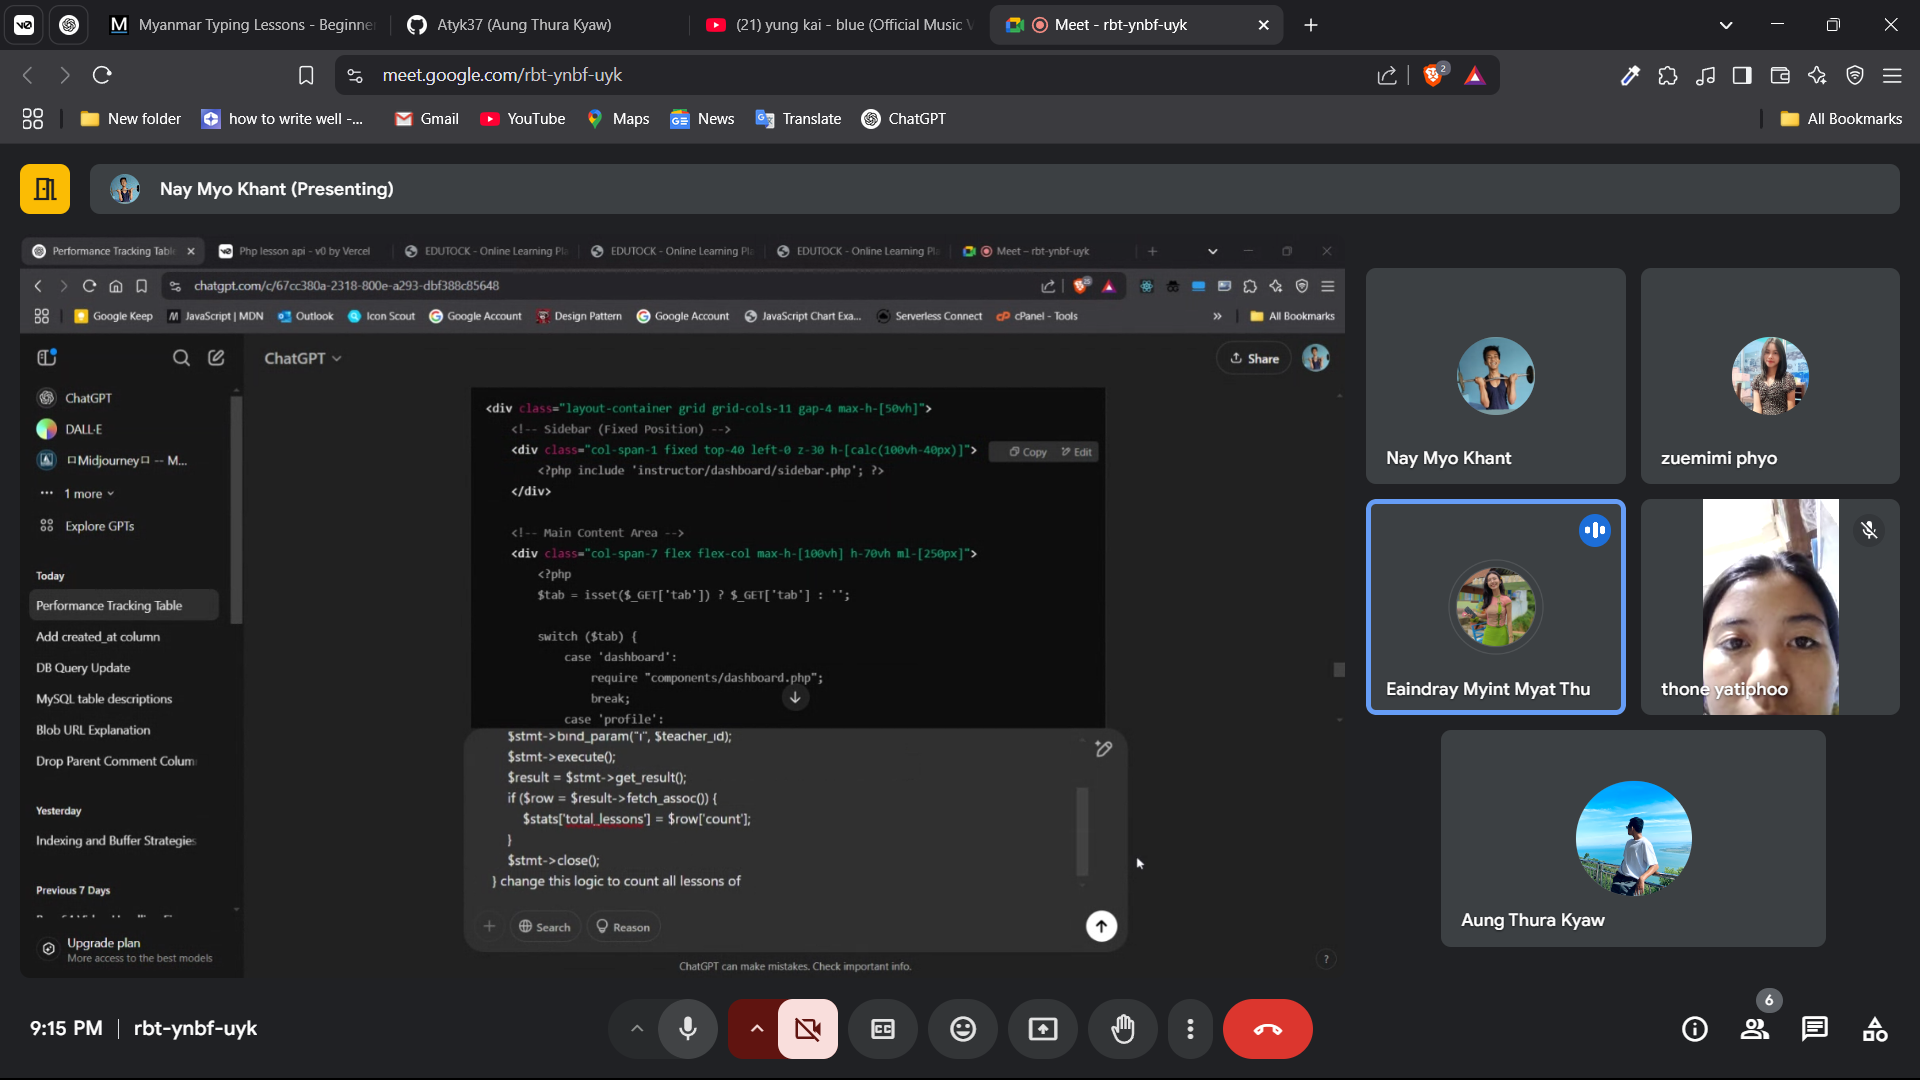 Myanmar Typing Lessons - Beginne
Atyk37 (Aung Thura Kyaw)
(21) yung kai - blue (Official Music V
Meet - rbt-ynbf-uyk
meet.google.com/rbt-ynbf-uyk
2
New folder
how to write well -...
Gmail
YouTube
Maps
News
Translate
ChatGPT
All Bookmarks
Nay Myo Khant (Presenting)
Performance Tracking Tabl
Php lesson api - v0 by Vercel
EDUTOCK - Online Learning Pl
EDUTOCK - Online Learning Pl
EDUTOCK - Online Learning Pl
Meet – rbt-ynbf-uyk
chatgpt.com/c/67cc380a-2318-800e-a293-dbf388c85648
Google Keep
JavaScript | MDN
Outlook
Icon Scout
Google Account
Design Pattern
Google Account
JavaScript Chart Exa...
Serverless Connect
cPanel - Tools
»
All Bookmarks
ChatGPT
Share
ChatGPT
DALL·E
Midjourney -- M...
1 more
Explore GPTs
Today
Performance Tracking Table
Add created_at column
DB Query Update
MySQL table descriptions
Blob URL Explanation
Drop Parent Comment Colum
Yesterday
Indexing and Buffer Strategies
Previous 7 Days
Upgrade plan
More access to the best models
<div class="layout-container grid grid-cols-11 gap-4 max-h-[50vh]">
<!-- Sidebar (Fixed Position) -->
<div class="col-span-1 fixed top-40 left-0 z-30 h-[calc(100vh-40px)]">
Copy
Edit
<?php include 'instructor/dashboard/sidebar.php'; ?>
</div>
<!-- Main Content Area -->
<div class="col-span-7 flex flex-col max-h-[100vh] h-70vh ml-[250px]">
<?php
$tab = isset($_GET['tab']) ? $_GET['tab'] : '';
switch ($tab) {
case 'dashboard':
require "components/dashboard.php";
break;
case 'profile':
$stmt->bind_param("i", $teacher_id);
$stmt->execute();
$result = $stmt->get_result();
if ($row = $result->fetch_assoc()) {
$stats['total_lessons'] = $row['count'];
}
$stmt->close();
} change this logic to count all lessons of
Search
Reason
ChatGPT can make mistakes. Check important info.
?
Nay Myo Khant
zuemimi phyo
Eaindray Myint Myat Thu
thone yatiphoo
Aung Thura Kyaw
9:15 PM
rbt-ynbf-uyk
6